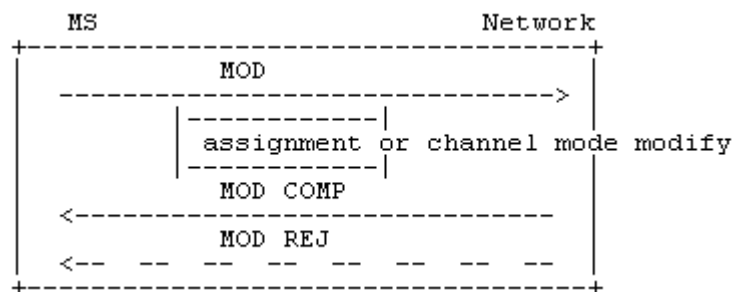 MS Network
MOD
assignment or channel mode modify
MOD COMP
MOD REJ